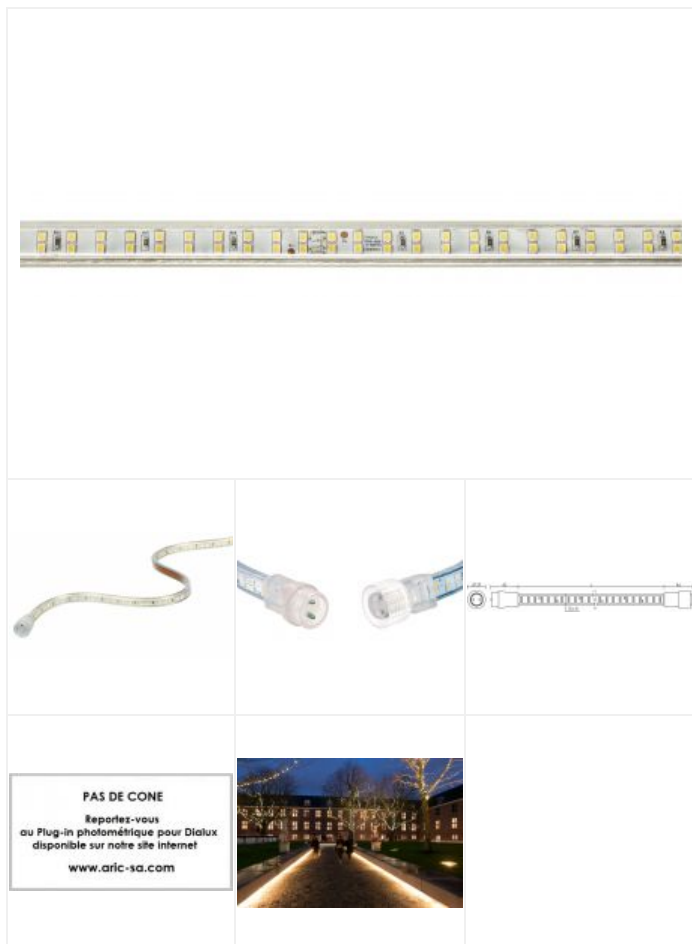 PAS DE CONE
Reportez-vous
au Plug-in photométrique pour Dialux
disponible sur notre site internet
www.aric-sa.com